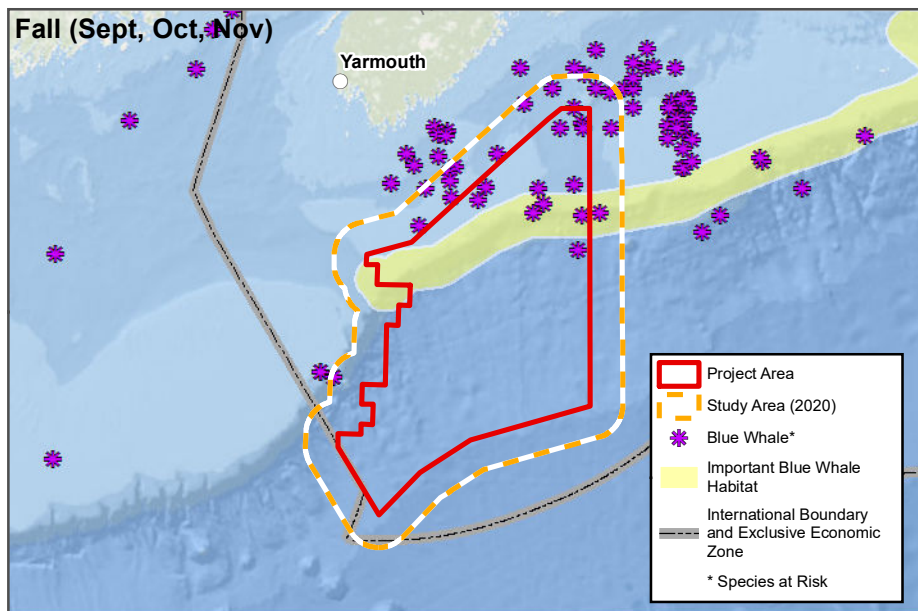 Fall (Sept, Oct, Nov)
Yarmouth
Project Area
Study Area (2020)
Blue Whale*
Important Blue Whale
Habitat
International Boundary
and Exclusive Economic
Zone
* Species at Risk